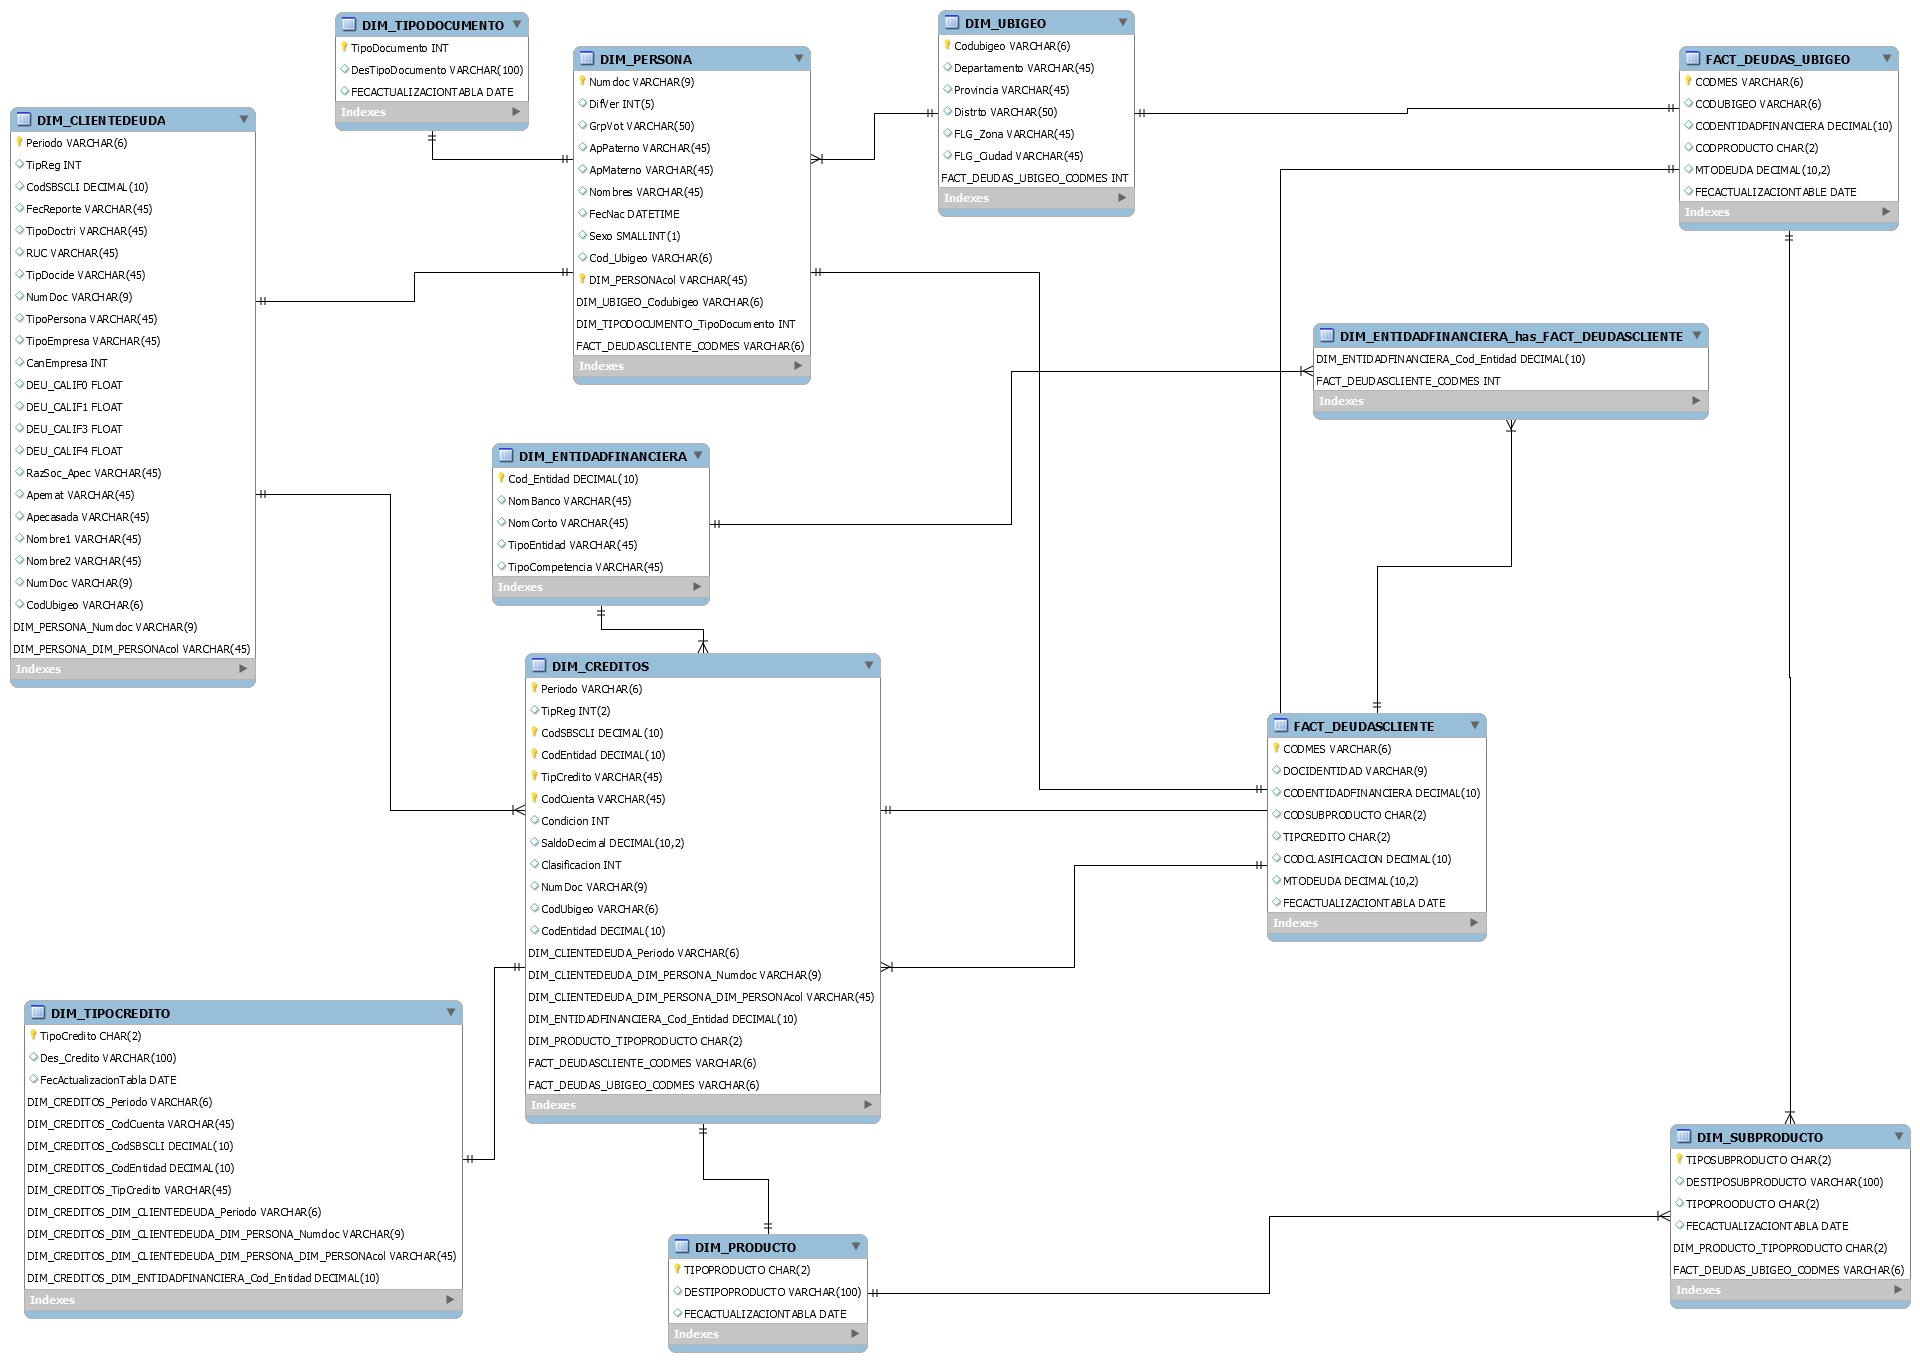 DIM_TIPODOCUMENTO
TipoDocumento INT
DesTipoDocumento VARCHAR(100)
FECACTUALIZACIONTABLA DATE
Indexes
DIM_PERSONA
Numdoc VARCHAR(9)
DifVer INT(5)
GrpVot VARCHAR(50)
ApPaterno VARCHAR(45)
ApMaterno VARCHAR(45)
Nombres VARCHAR(45)
FecNac DATETIME
Sexo SMALLINT(1)
Cod_Ubigeo VARCHAR(6)
DIM_PERSONAcol VARCHAR(45)
DIM_UBIGEO_Codubigeo VARCHAR(6)
DIM_TIPODOCUMENTO_TipoDocumento INT
FACT_DEUDASCLIENTE_CODMES VARCHAR(6)
Indexes
DIM_UBIGEO
Codubigeo VARCHAR(6)
Departamento VARCHAR(45)
Provincia VARCHAR(45)
Distrto VARCHAR(50)
FLG_Zona VARCHAR(45)
FLG_Ciudad VARCHAR(45)
FACT_DEUDAS_UBIGEO_CODMES INT
Indexes
FACT_DEUDAS_UBIGEO
CODMES VARCHAR(6)
CODUBIGEO VARCHAR(6)
CODENTIDADFINANCIERA DECIMAL(10)
CODPRODUCTO CHAR(2)
MTODEUDA DECIMAL(10,2)
FECACTUALIZACIONTABLE DATE
Indexes
DIM_CLIENTEDEUDA
Periodo VARCHAR(6)
TipReg INT
CodSBSCLI DECIMAL(10)
FecReporte VARCHAR(45)
TipoDoctri VARCHAR(45)
RUC VARCHAR(45)
TipDocide VARCHAR(45)
NumDoc VARCHAR(9)
TipoPersona VARCHAR(45)
TipoEmpresa VARCHAR(45)
CanEmpresa INT
DEU_CALIF0 FLOAT
DEU_CALIF1 FLOAT
DEU_CALIF3 FLOAT
DEU_CALIF4 FLOAT
RazSoc_Apec VARCHAR(45)
Apemat VARCHAR(45)
Apecasada VARCHAR(45)
Nombre1 VARCHAR(45)
Nombre2 VARCHAR(45)
NumDoc VARCHAR(9)
CodUbigeo VARCHAR(6)
DIM_PERSONA_Numdoc VARCHAR(9)
DIM_PERSONA_DIM_PERSONAcol VARCHAR(45)
Indexes
DIM_ENTIDADFINANCIERA_has_FACT_DEUDASCLIENTE
DIM_ENTIDADFINANCIERA_Cod_Entidad DECIMAL(10)
FACT_DEUDASCLIENTE_CODMES INT
Indexes
DIM_ENTIDADFINANCIERA
Cod_Entidad DECIMAL(10)
NomBanco VARCHAR(45)
NomCorto VARCHAR(45)
TipoEntidad VARCHAR(45)
TipoCompetencia VARCHAR(45)
Indexes
DIM_CREDITOS
Periodo VARCHAR(6)
TipReg INT(2)
CodSBSCLI DECIMAL(10)
CodEntidad DECIMAL(10)
TipCredito VARCHAR(45)
CodCuenta VARCHAR(45)
Condicion INT
SaldoDecimal DECIMAL(10,2)
Clasificacion INT
NumDoc VARCHAR(9)
CodUbigeo VARCHAR(6)
CodEntidad DECIMAL(10)
DIM_CLIENTEDEUDA_Periodo VARCHAR(6)
DIM_CLIENTEDEUDA_DIM_PERSONA_Numdoc VARCHAR(9)
DIM_CLIENTEDEUDA_DIM_PERSONA_DIM_PERSONAcol VARCHAR(45)
DIM_ENTIDADFINANCIERA_Cod_Entidad DECIMAL(10)
DIM_PRODUCTO_TIPOPRODUCTO CHAR(2)
FACT_DEUDASCLIENTE_CODMES VARCHAR(6)
FACT_DEUDAS_UBIGEO_CODMES VARCHAR(6)
Indexes
FACT_DEUDASCLIENTE
CODMES VARCHAR(6)
DOCIDENTIDAD VARCHAR(9)
CODENTIDADFINANCIERA DECIMAL(10)
CODSUBPRODUCTO CHAR(2)
TIPCREDITO CHAR(2)
CODCLASIFICACION DECIMAL(10)
MTODEUDA DECIMAL(10,2)
FECACTUALIZACIONTABLA DATE
Indexes
DIM_TIPOCREDITO
TipoCredito CHAR(2)
Des_Credito VARCHAR(100)
FecActualizacionTabla DATE
DIM_CREDITOS_Periodo VARCHAR(6)
DIM_CREDITOS_CodCuenta VARCHAR(45)
DIM_CREDITOS_CodSBSCLI DECIMAL(10)
DIM_CREDITOS_CodEntidad DECIMAL(10)
DIM_CREDITOS_TipCredito VARCHAR(45)
DIM_CREDITOS_DIM_CLIENTEDEUDA_Periodo VARCHAR(6)
DIM_CREDITOS_DIM_CLIENTEDEUDA_DIM_PERSONA_Numdoc VARCHAR(9)
DIM_CREDITOS_DIM_CLIENTEDEUDA_DIM_PERSONA_DIM_PERSONAcol VARCHAR(45)
DIM_CREDITOS_DIM_ENTIDADFINANCIERA_Cod_Entidad DECIMAL(10)
Indexes
DIM_PRODUCTO
TIPOPRODUCTO CHAR(2)
DESTIPOPRODUCTO VARCHAR(100)
FECACTUALIZACIONTABLA DATE
Indexes
DIM_SUBPRODUCTO
TIPOSUBPRODUCTO CHAR(2)
DESTIPOSUBPRODUCTO VARCHAR(100)
TIPOPROODUCTO CHAR(2)
FECACTUALIZACIONTABLA DATE
DIM_PRODUCTO_TIPOPRODUCTO CHAR(2)
FACT_DEUDAS_UBIGEO_CODMES VARCHAR(6)
Indexes